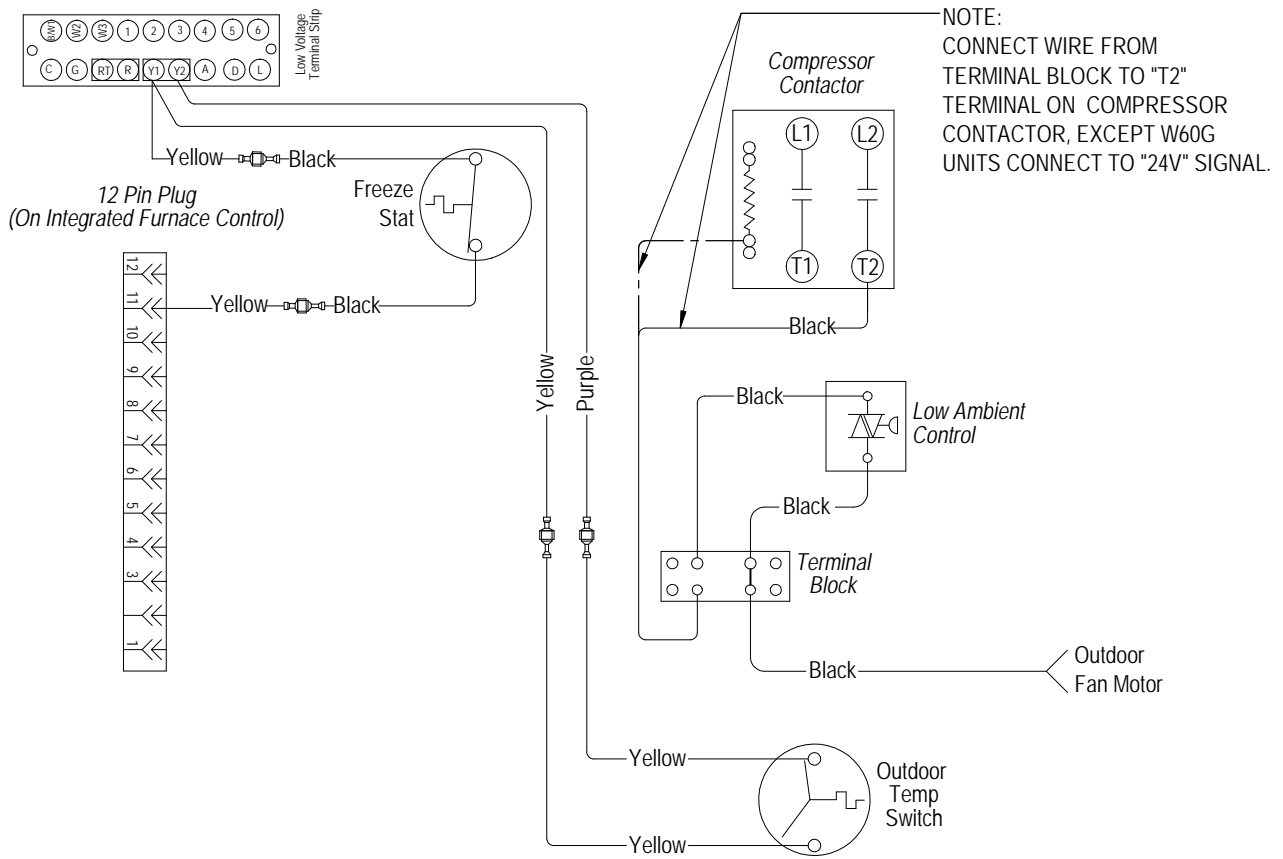 B/W1 W2 W3 1 2 3 4 5 6
C G RT R Y1 Y2 A D L
Low Voltage
Terminal Strip
Yellow
Black
12 Pin Plug
(On Integrated Furnace Control)
Freeze
Stat
12
11
10
9
8
7
6
5
4
3
1
Yellow
Black
Yellow
Purple
Compressor
Contactor
L1
L2
T1
T2
Black
NOTE:
CONNECT WIRE FROM
TERMINAL BLOCK TO "T2"
TERMINAL ON COMPRESSOR
CONTACTOR, EXCEPT W60G
UNITS CONNECT TO "24V" SIGNAL.
Black
Low Ambient
Control
Black
Terminal
Block
Black
Outdoor
Fan Motor
Yellow
Outdoor
Temp
Switch
Yellow